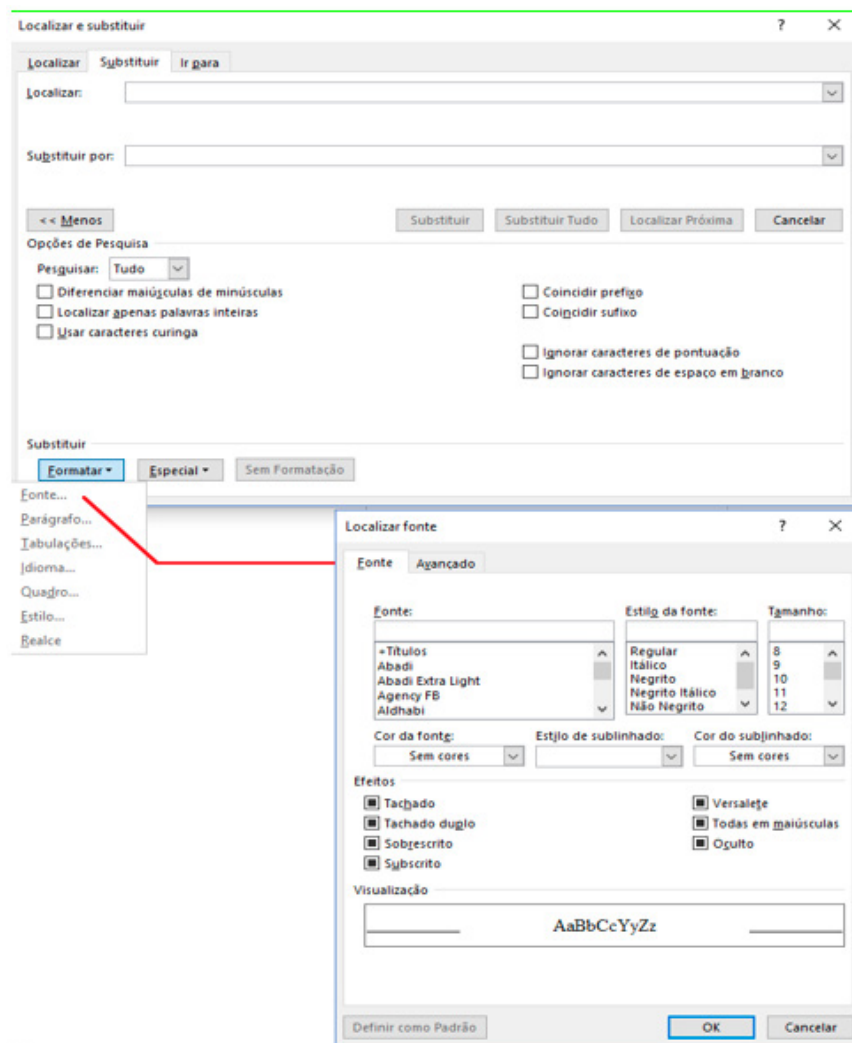 Localizar e substituir ? ×
Localizar Substituir Ir para
Localizar:
Substituir por:
<< Menos Substituir Substituir Tudo Localizar Próxima Cancelar
Opções de Pesquisa
Pesquisar: Tudo
Diferenciar maiúsculas de minúsculas Coincidir prefixo
Localizar apenas palavras inteiras Coincidir sufixo
Usar caracteres curinga
Ignorar caracteres de pontuação
Ignorar caracteres de espaço em branco
Substituir
Formatar Especial Sem Formatação
Fonte...
Parágrafo...
Tabulações...
Idioma...
Quadro...
Estilo...
Realce
Localizar fonte ? ×
Fonte Avançado
Fonte: Estilo da fonte: Tamanho:
+Títulos Regular 8
Abadi Itálico 9
Abadi Extra Light Negrito 10
Agency FB Negrito Itálico 11
Aldhabi Não Negrito 12
Cor da fonte: Estilo de sublinhado: Cor do sublinhado:
Sem cores Sem cores
Efeitos
Tachado Versalete
Tachado duplo Todas em maiúsculas
Sobrescrito Oculto
Subscrito
Visualização
AaBbCcYyZz
Definir como Padrão OK Cancelar